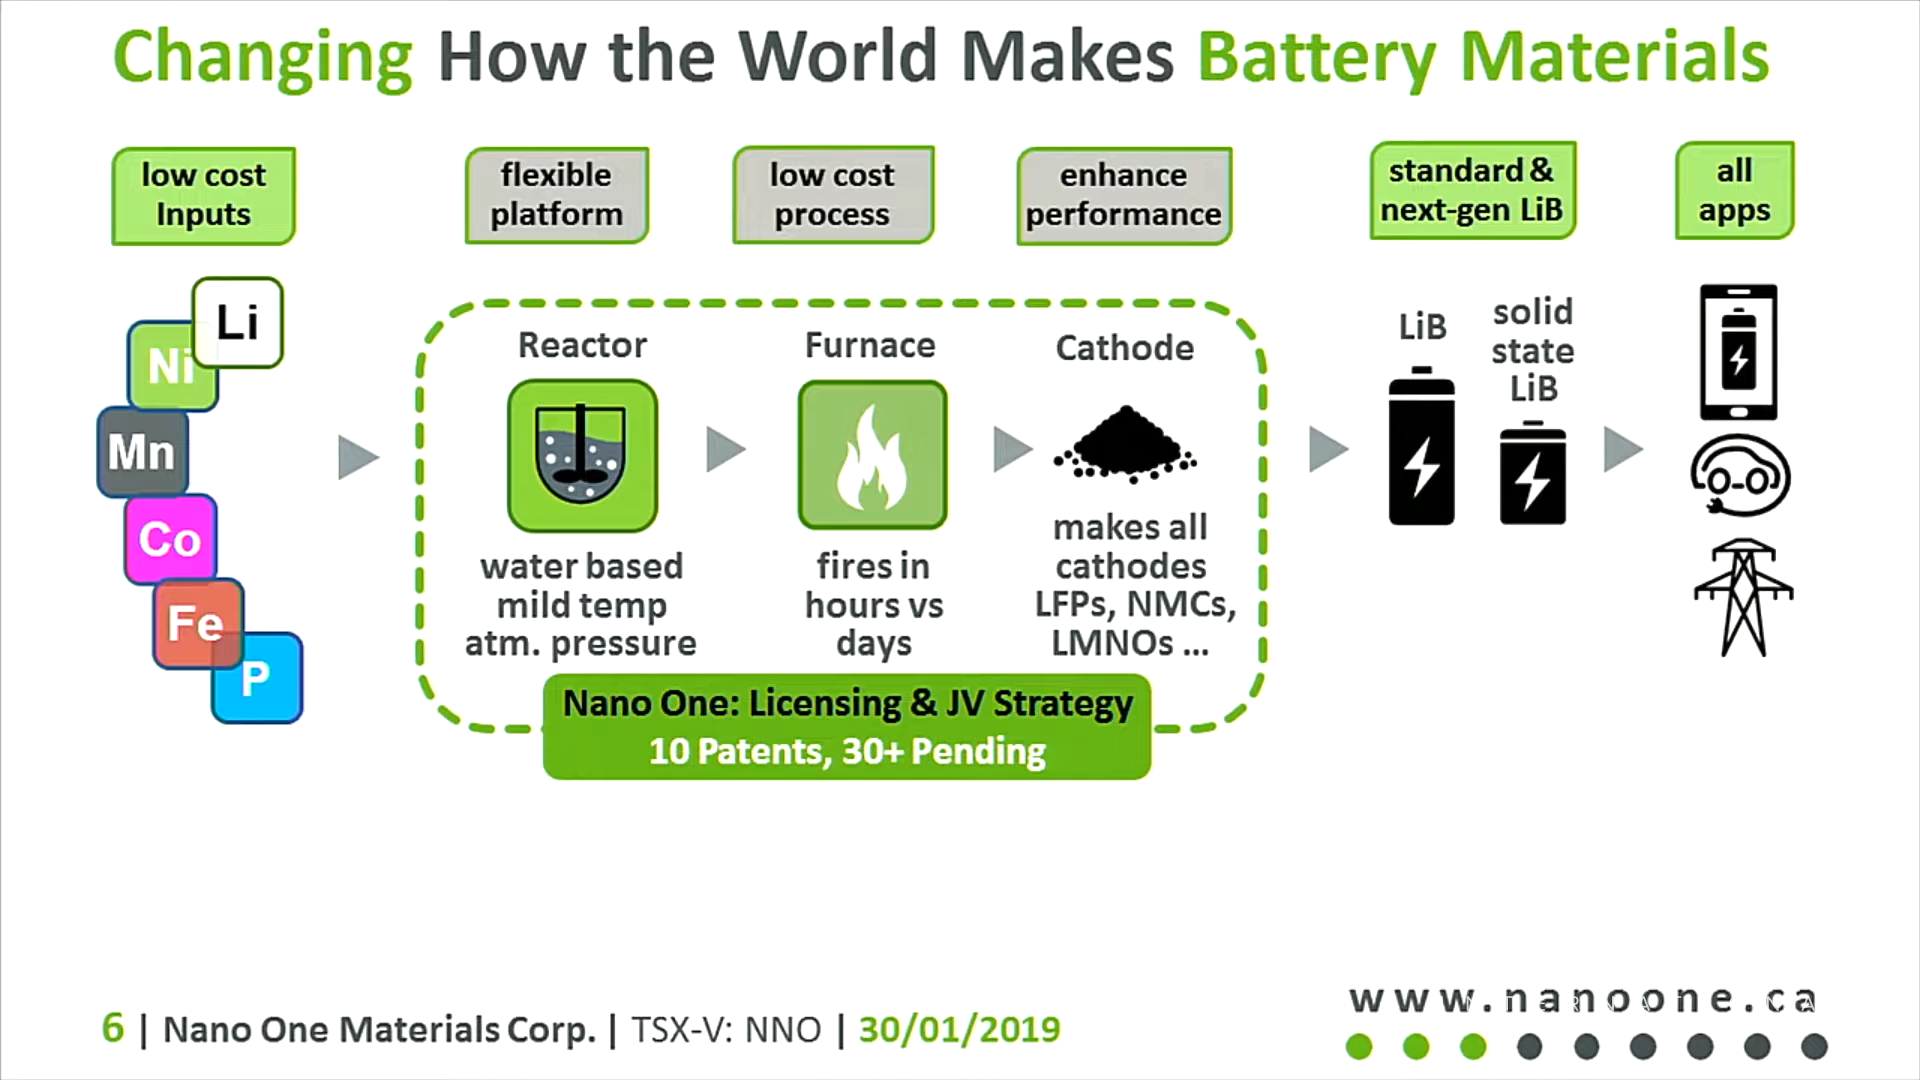 Changing How the World Makes Battery Materials
low cost
Inputs
flexible
platform
low cost
process
enhance
performance
standard &
next-gen LiB
all
apps
Li
Ni
Mn
Co
Fe
P
Reactor
water based
mild temp
atm. pressure
Furnace
fires in
hours vs
days
Cathode
makes all
cathodes
LFPs, NMCs,
LMNOs ...
Nano One: Licensing & JV Strategy
10 Patents, 30+ Pending
LiB
solid
state
LiB
www.nanoone.ca
6 | Nano One Materials Corp. | TSX-V: NNO | 30/01/2019